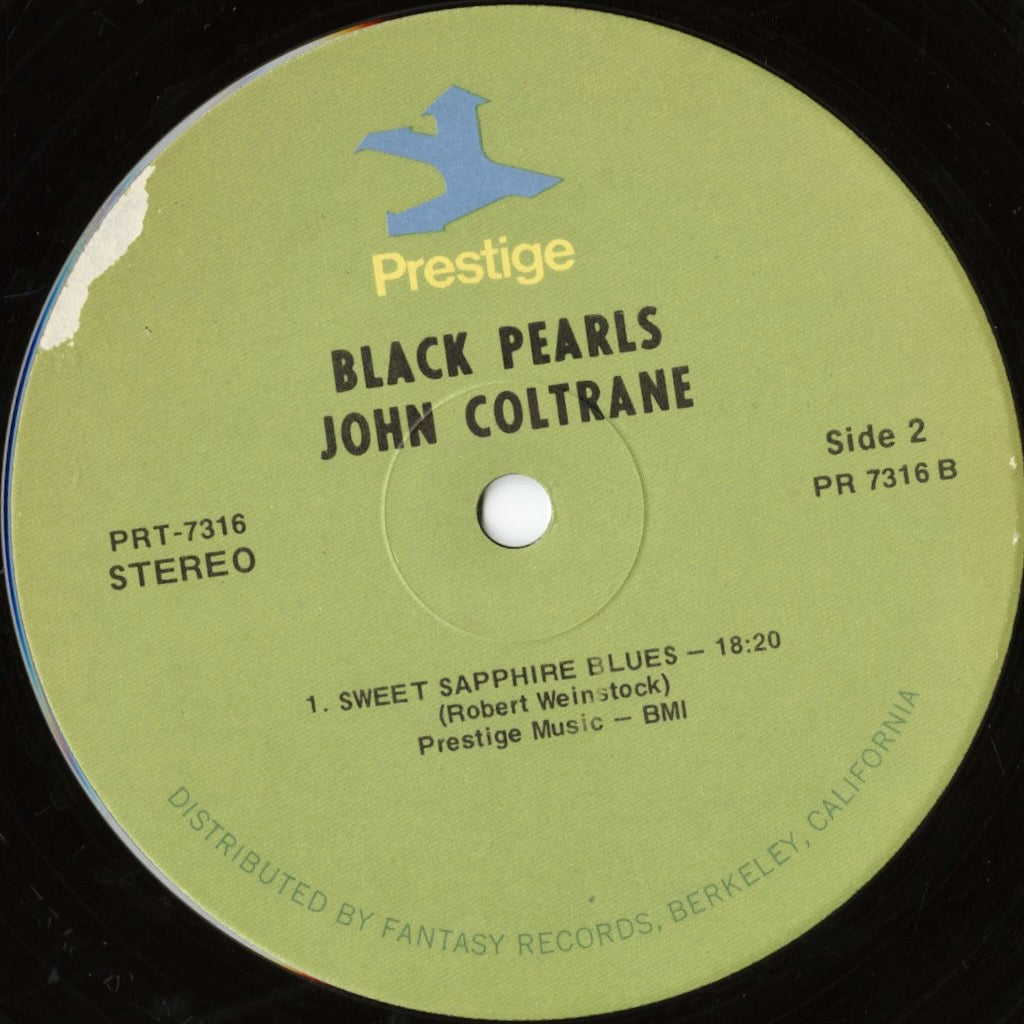 Prestige
BLACK PEARLS
JOHN COLTRANE
Side 2
PR 7316 B
PRT-7316
STEREO
1. SWEET SAPPHIRE BLUES — 18:20
(Robert Weinstock)
Prestige Music — BMI
DISTRIBUTED BY FANTASY RECORDS, BERKELEY, CALIFORNIA